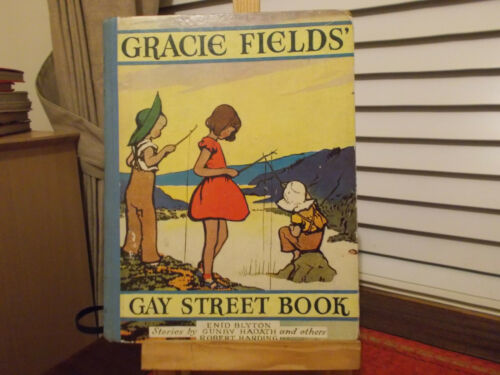 GRACIE FIELDS'
GAY STREET BOOK
ENID BLYTON
Stories by GUNBY HADATH and others
ROBERT HARDING